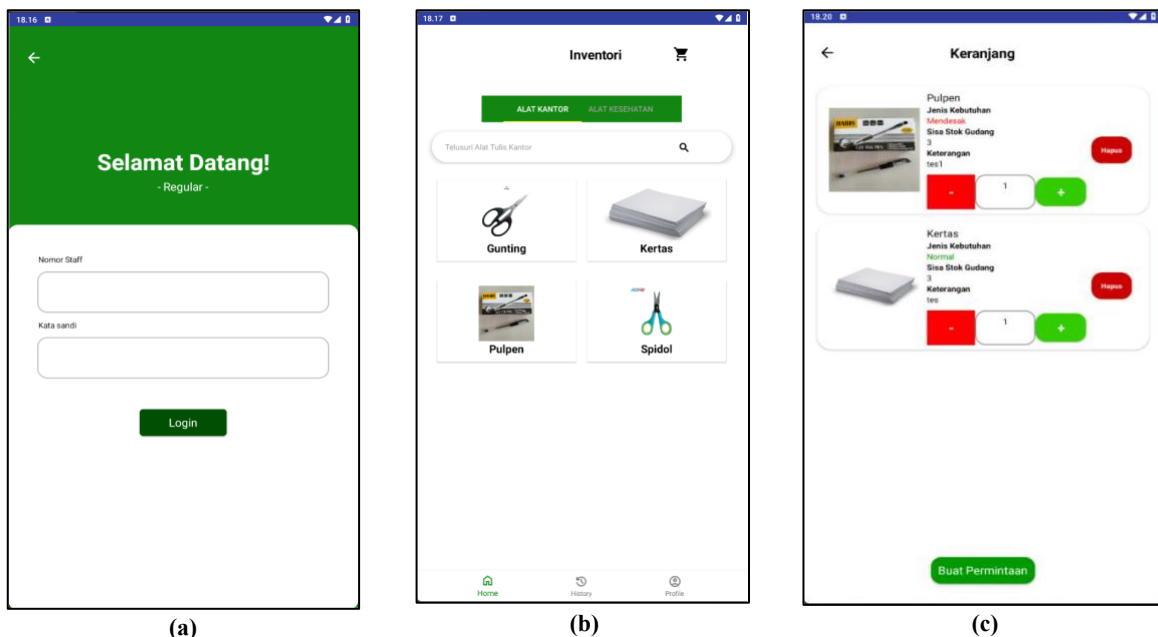 18.16
Selamat Datang!
- Regular -
Nomor Staff
Kata sandi
Login
(a)
18.17
Inventori
ALAT KANTOR
ALAT KESEHATAN
Telusuri Alat Tulis Kantor
Gunting
Kertas
Pulpen
Spidol
Home
History
Profile
(b)
18.20
Keranjang
Pulpen
Jenis Kebutuhan
Mendesak
Sisa Stok Gudang
3
Keterangan
tes1
Hapus
- 1 +
Kertas
Jenis Kebutuhan
Normal
Sisa Stok Gudang
3
Keterangan
tes
Hapus
- 1 +
Buat Permintaan
(c)